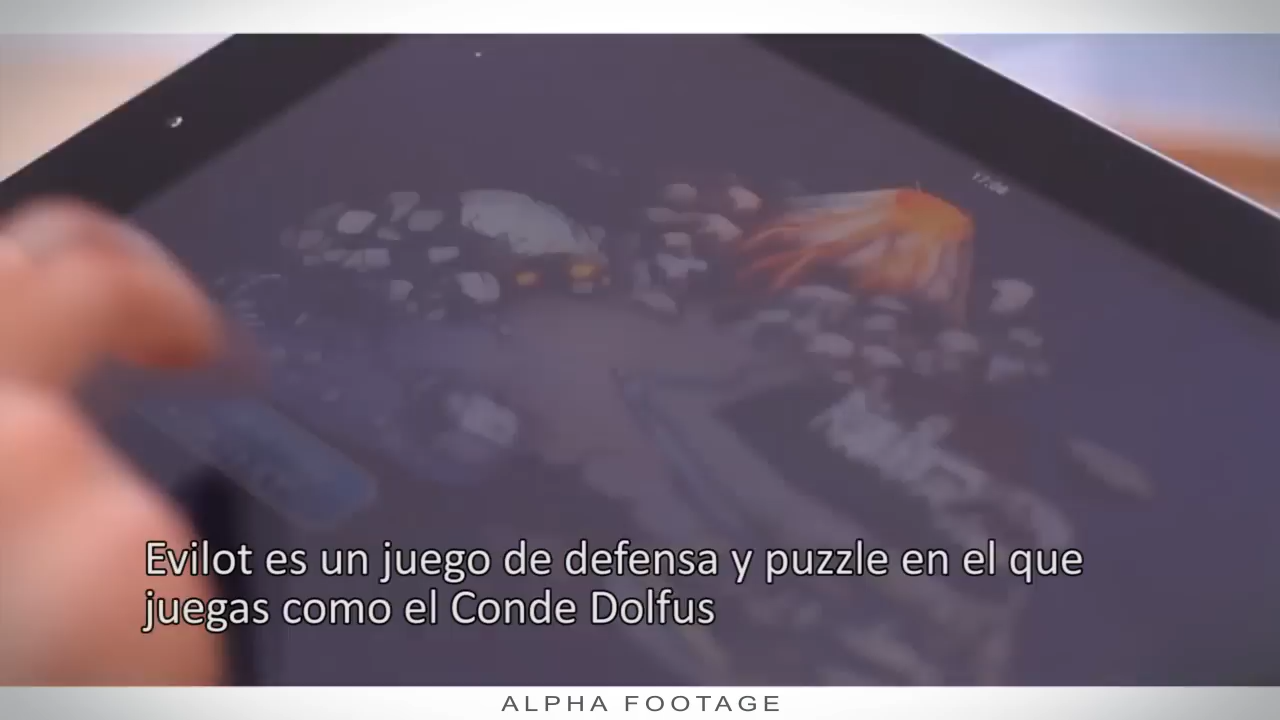 Evilot es un juego de defensa y puzzle en el que
juegas como el Conde Dolfus
ALPHA FOOTAGE